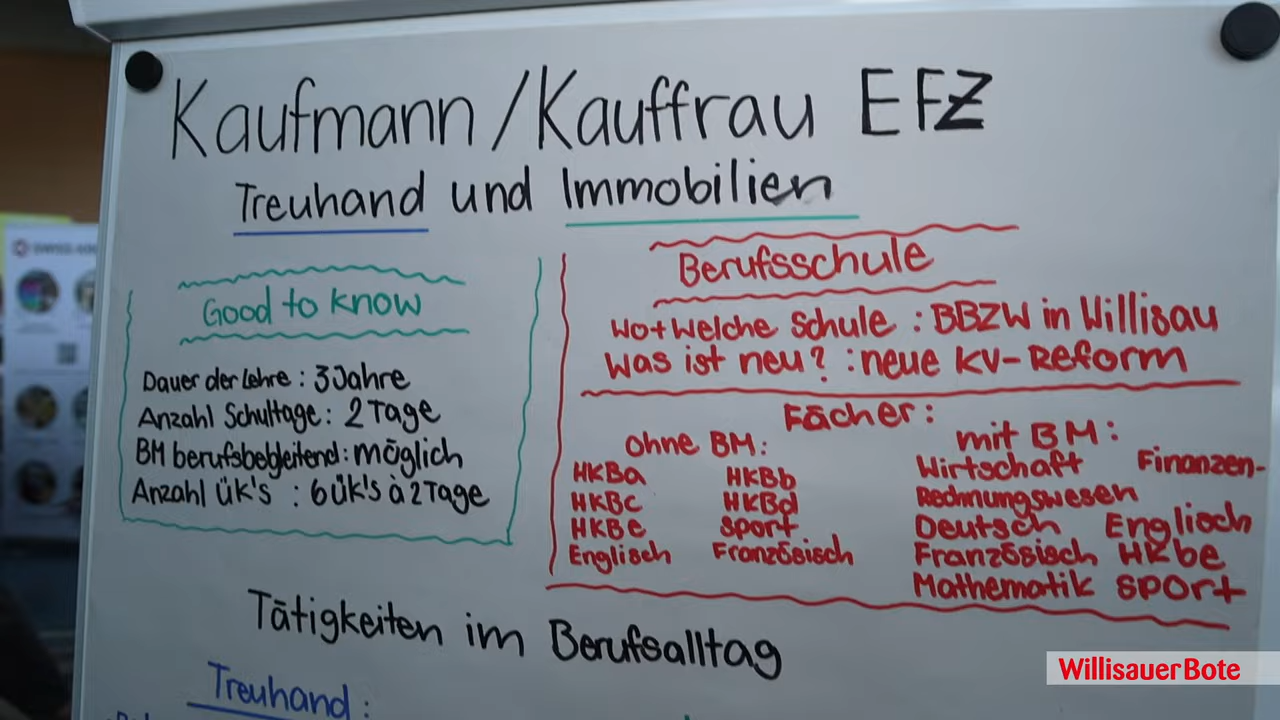 Kaufmann/Kauffrau EFZ
Treuhand und Immobilien
Good to know
Dauer der Lehre : 3 Jahre
Anzahl Schultage: 2 Tage
BM berufsbegleitend: möglich
Anzahl ük's : 6 ük's à 2 Tage
Berufsschule
Wo+Welche Schule : BBZW in Willisau
Was ist neu? : neue KV-Reform
Fächer:
ohne BM:
HKBa HKBb
HKBc HKBd
HKBe Sport
Englisch Französisch
mit BM:
Wirtschaft Finanzen-
Rechnungswesen
Deutsch Englisch
Französisch HKbe
Mathematik Sport
Tätigkeiten im Berufsalltag
Treuhand:
Willisauer Bote